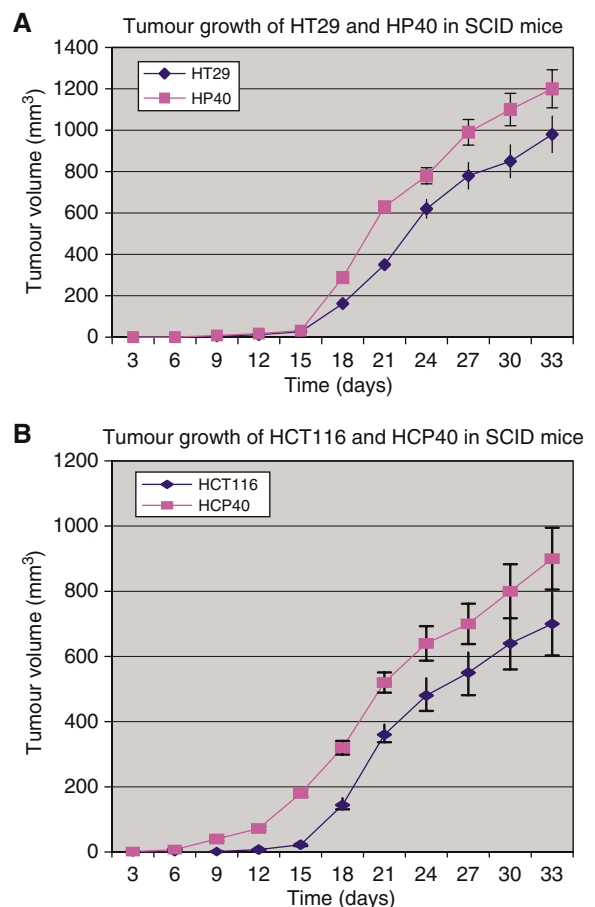 A
Tumour growth of HT29 and HP40 in SCID mice
Tumour volume (mm³)
1400
1200
1000
800
600
400
200
0
HT29
HP40
3 6 9 12 15 18 21 24 27 30 33
Time (days)
B
Tumour growth of HCT116 and HCP40 in SCID mice
Tumour volume (mm³)
1200
1000
800
600
400
200
0
HCT116
HCP40
3 6 9 12 15 18 21 24 27 30 33
Time (days)